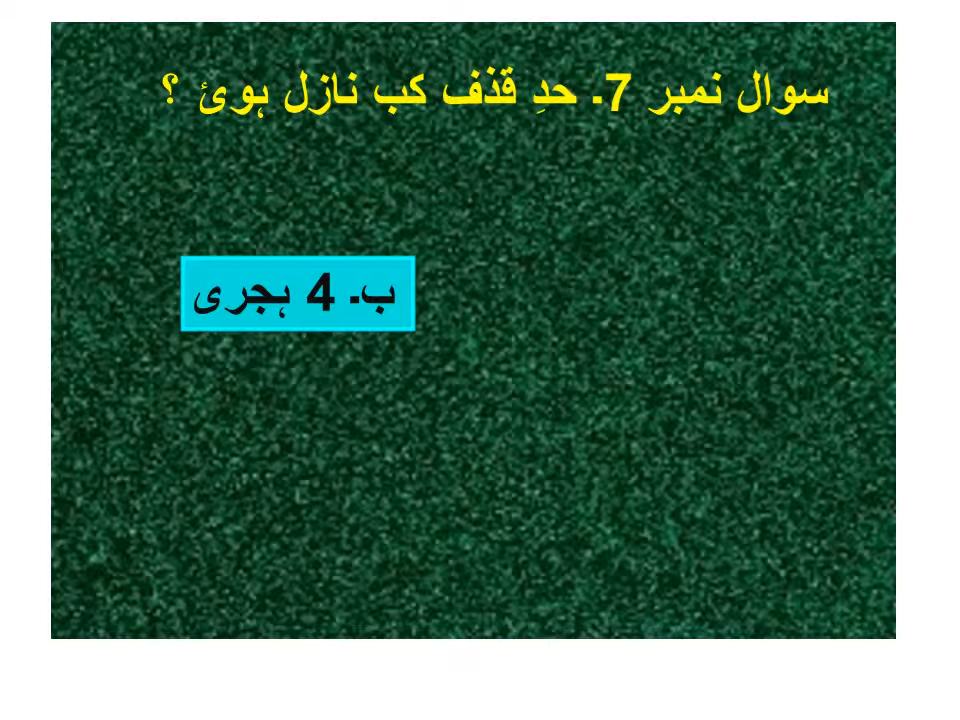 سوال نمبر 7۔ حدِ قذف کب نازل ہوئ ؟
ب۔ 4 ہجری